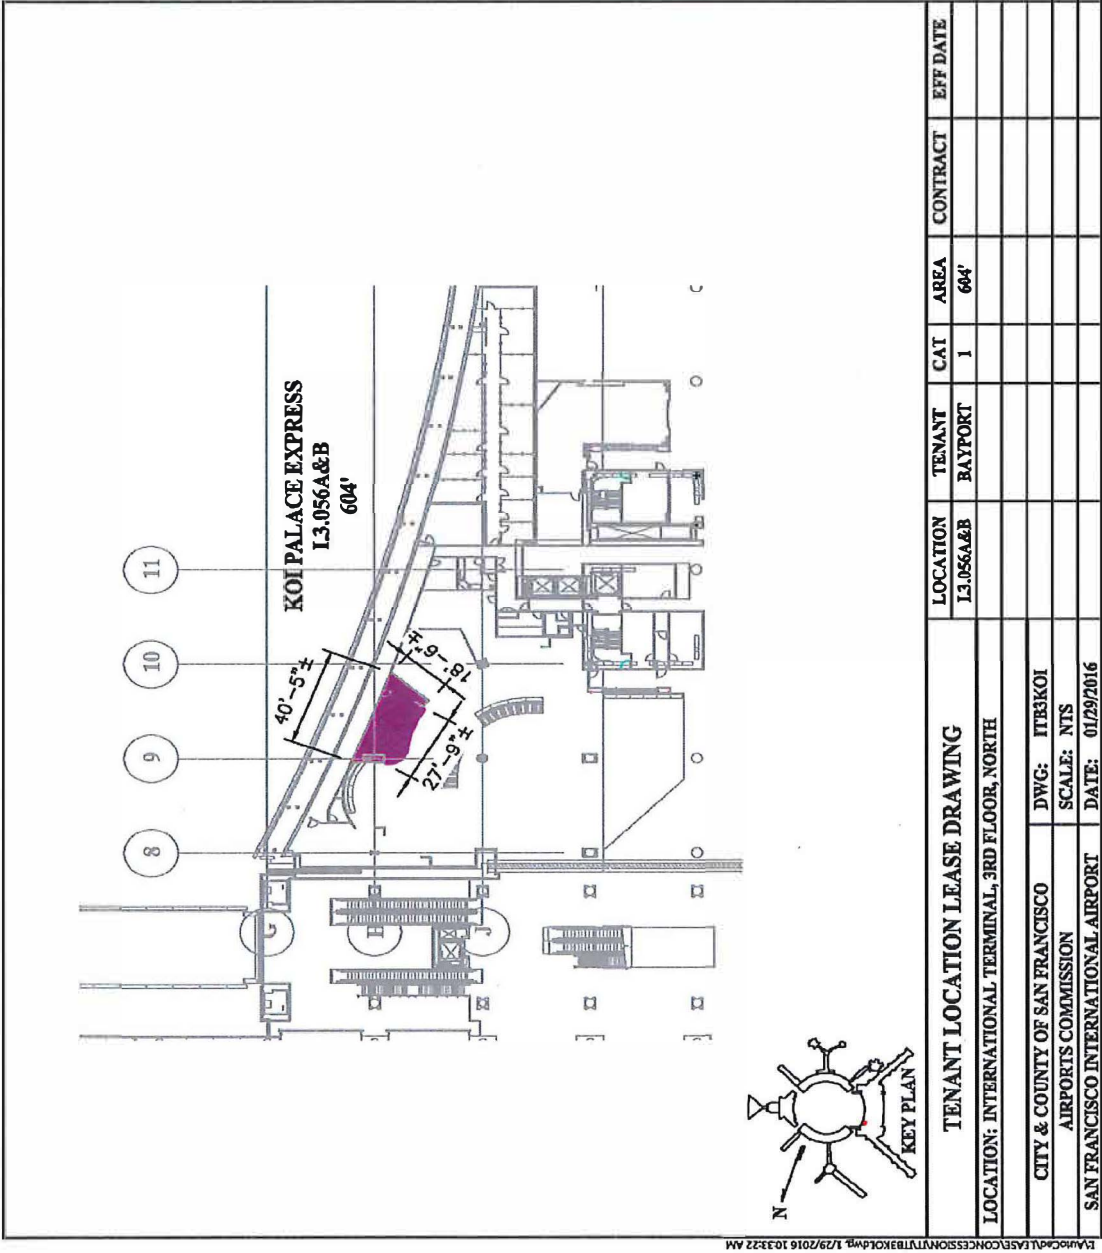 KOI PALACE EXPRESS
I.3.056A&B
604'
8
9
10
11
40'-5"±
18'-6"±
27'-9"±
G
H
J
N
KEY PLAN
TENANT LOCATION LEASE DRAWING
LOCATION: INTERNATIONAL TERMINAL, 3RD FLOOR, NORTH
CITY & COUNTY OF SAN FRANCISCO
AIRPORTS COMMISSION
SAN FRANCISCO INTERNATIONAL AIRPORT
DWG: ITB3KOI
SCALE: NTS
DATE: 01/29/2016
LOCATION TENANT CAT AREA CONTRACT EFF DATE
I.3.056A&B BAYPORT 1 604'
1/29/2016 10:33:22 AM